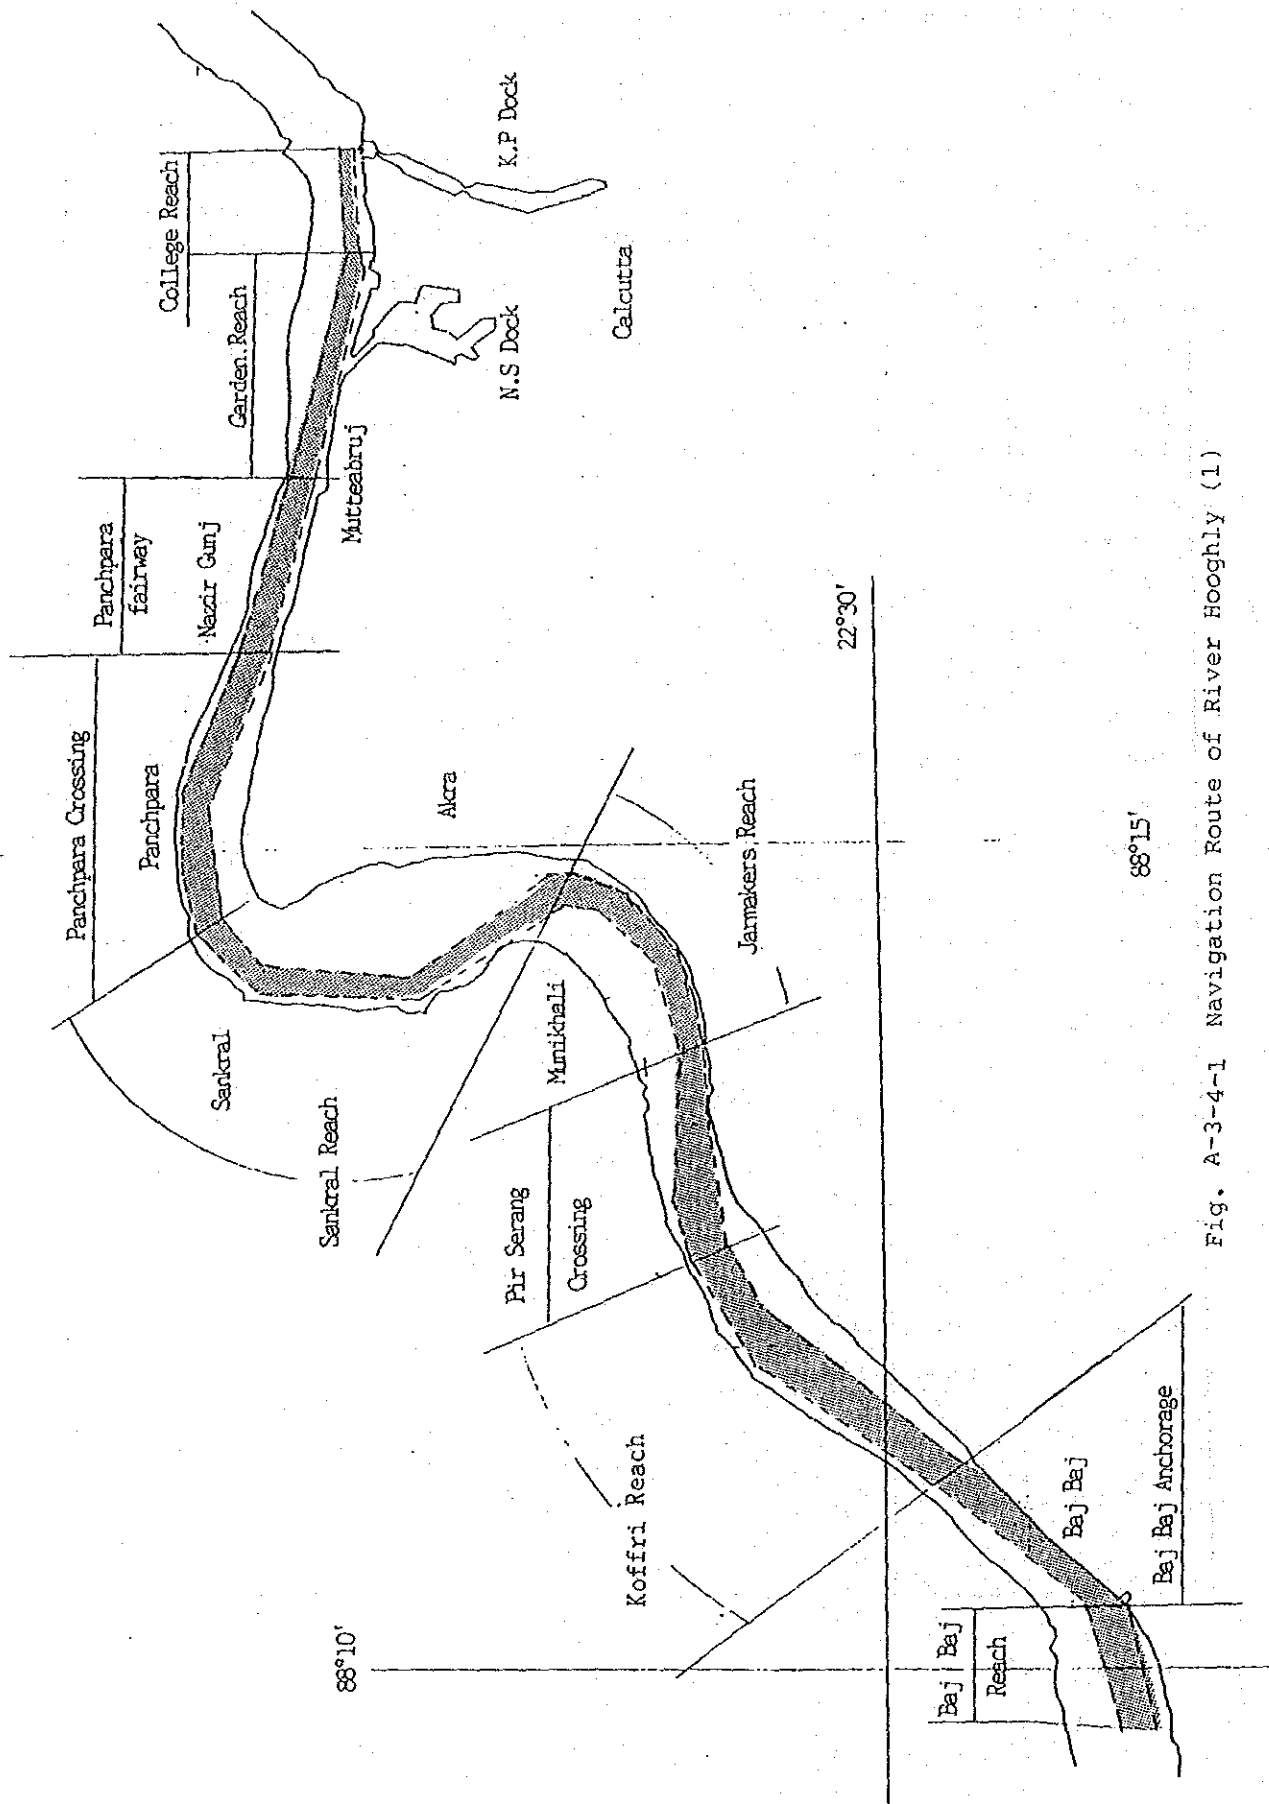 College Reach
Garden Reach
Panchpara
fairway
Nazir Gunj
Panchpara Crossing
Panchpara
Sankral
Sankral Reach
K.P Dock
N.S Dock
Calcutta
Mutteabruj
Akra
Jarmakers Reach
Munikhali
Pir Serang
Crossing
Koffri Reach
22°30'
88°15'
88°10'
Baj Baj
Reach
Baj Baj
Baj Baj Anchorage
Fig. A-3-4-1 Navigation Route of River Hooghly (1)